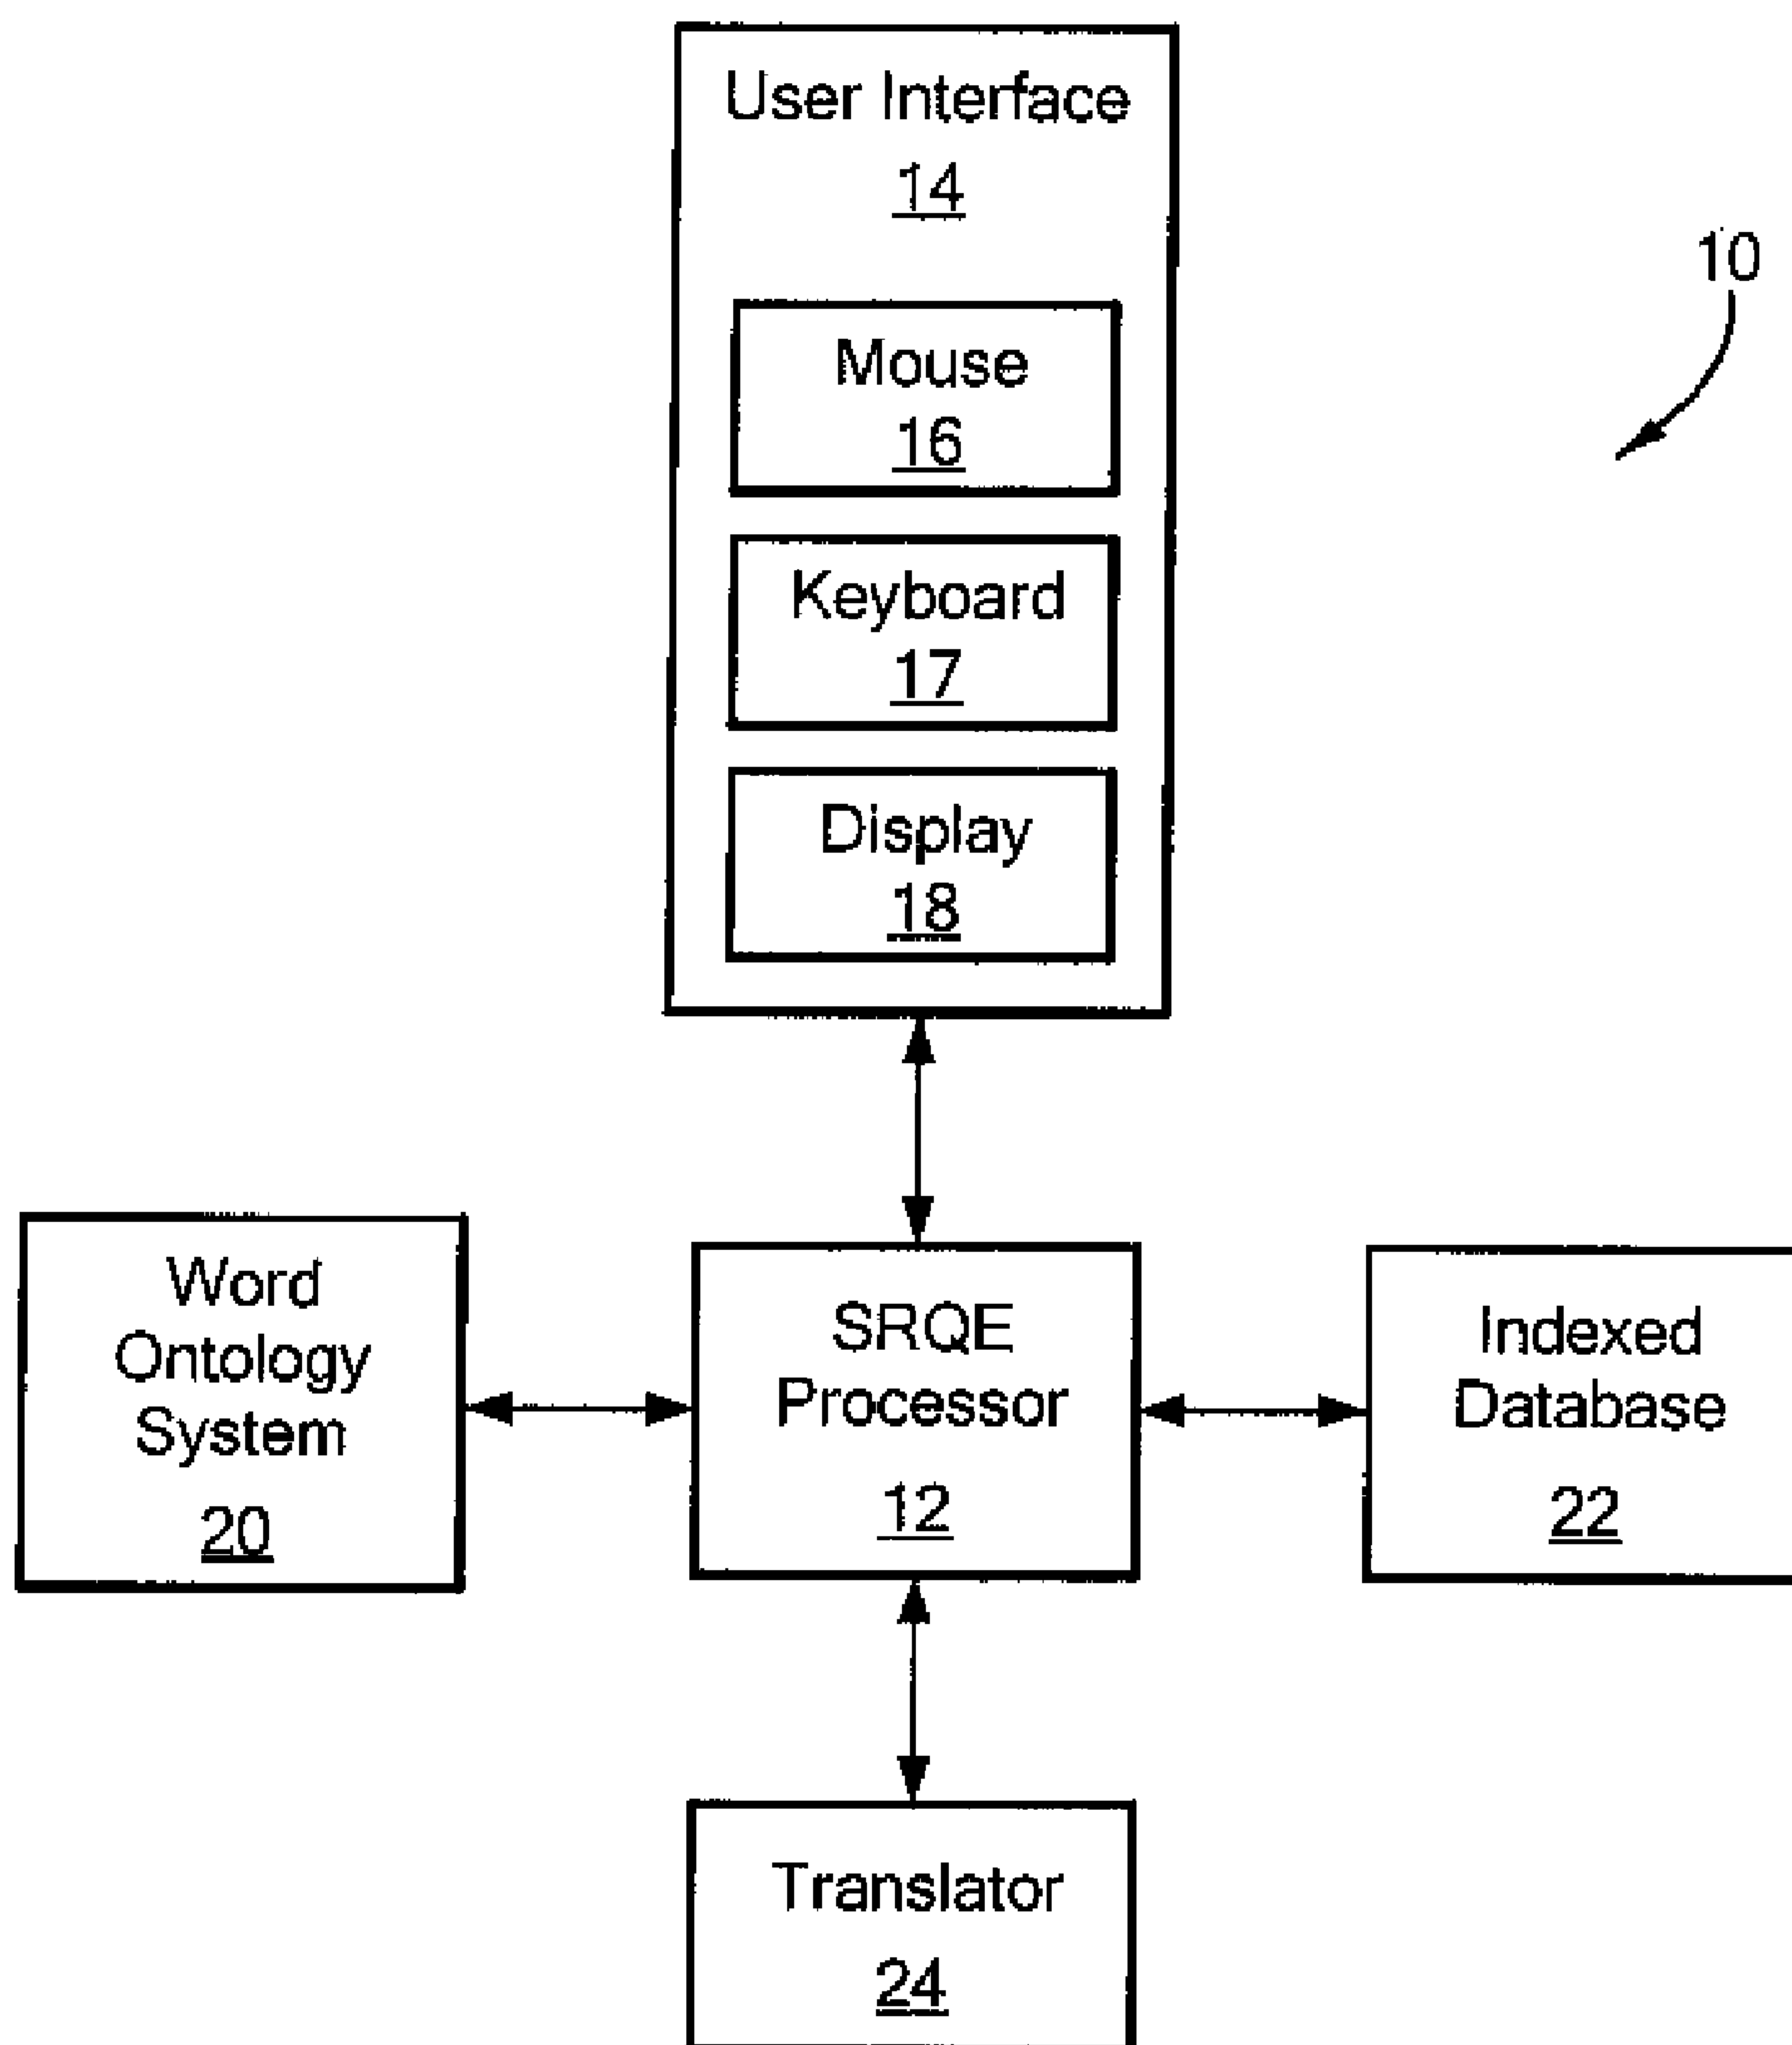 User Interface
14
10
Mouse
16
Keyboard
17
Display
18
Word
Ontology
System
20
SRQE
Processor
12
Indexed
Database
22
Translator
24